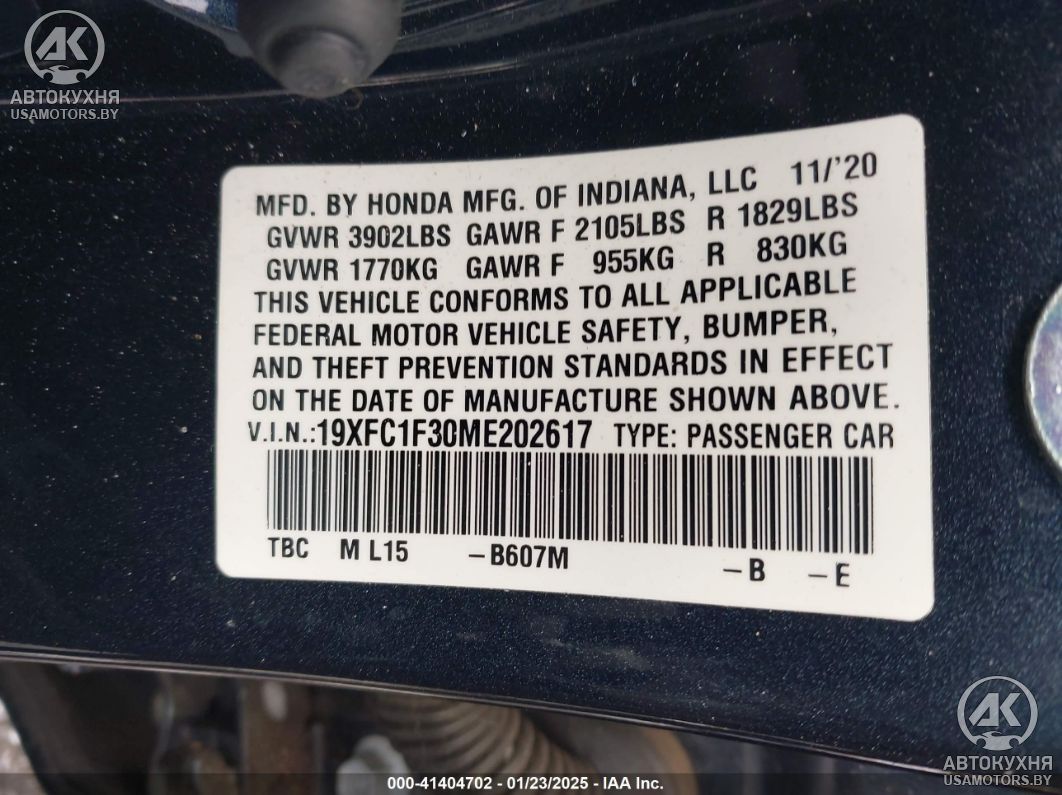 AK
АВТОКУХНЯ
USAMOTORS.BY
MFD. BY HONDA MFG. OF INDIANA, LLC 11/'20
GVWR 3902LBS GAWR F 2105LBS R 1829LBS
GVWR 1770KG GAWR F 955KG R 830KG
THIS VEHICLE CONFORMS TO ALL APPLICABLE
FEDERAL MOTOR VEHICLE SAFETY, BUMPER,
AND THEFT PREVENTION STANDARDS IN EFFECT
ON THE DATE OF MANUFACTURE SHOWN ABOVE.
V.I.N.:19XFC1F30ME202617 TYPE: PASSENGER CAR
TBC M L15 -B607M -B -E
AK
АВТОКУХНЯ
USAMOTORS.BY
000-41404702 - 01/23/2025 - IAA Inc.